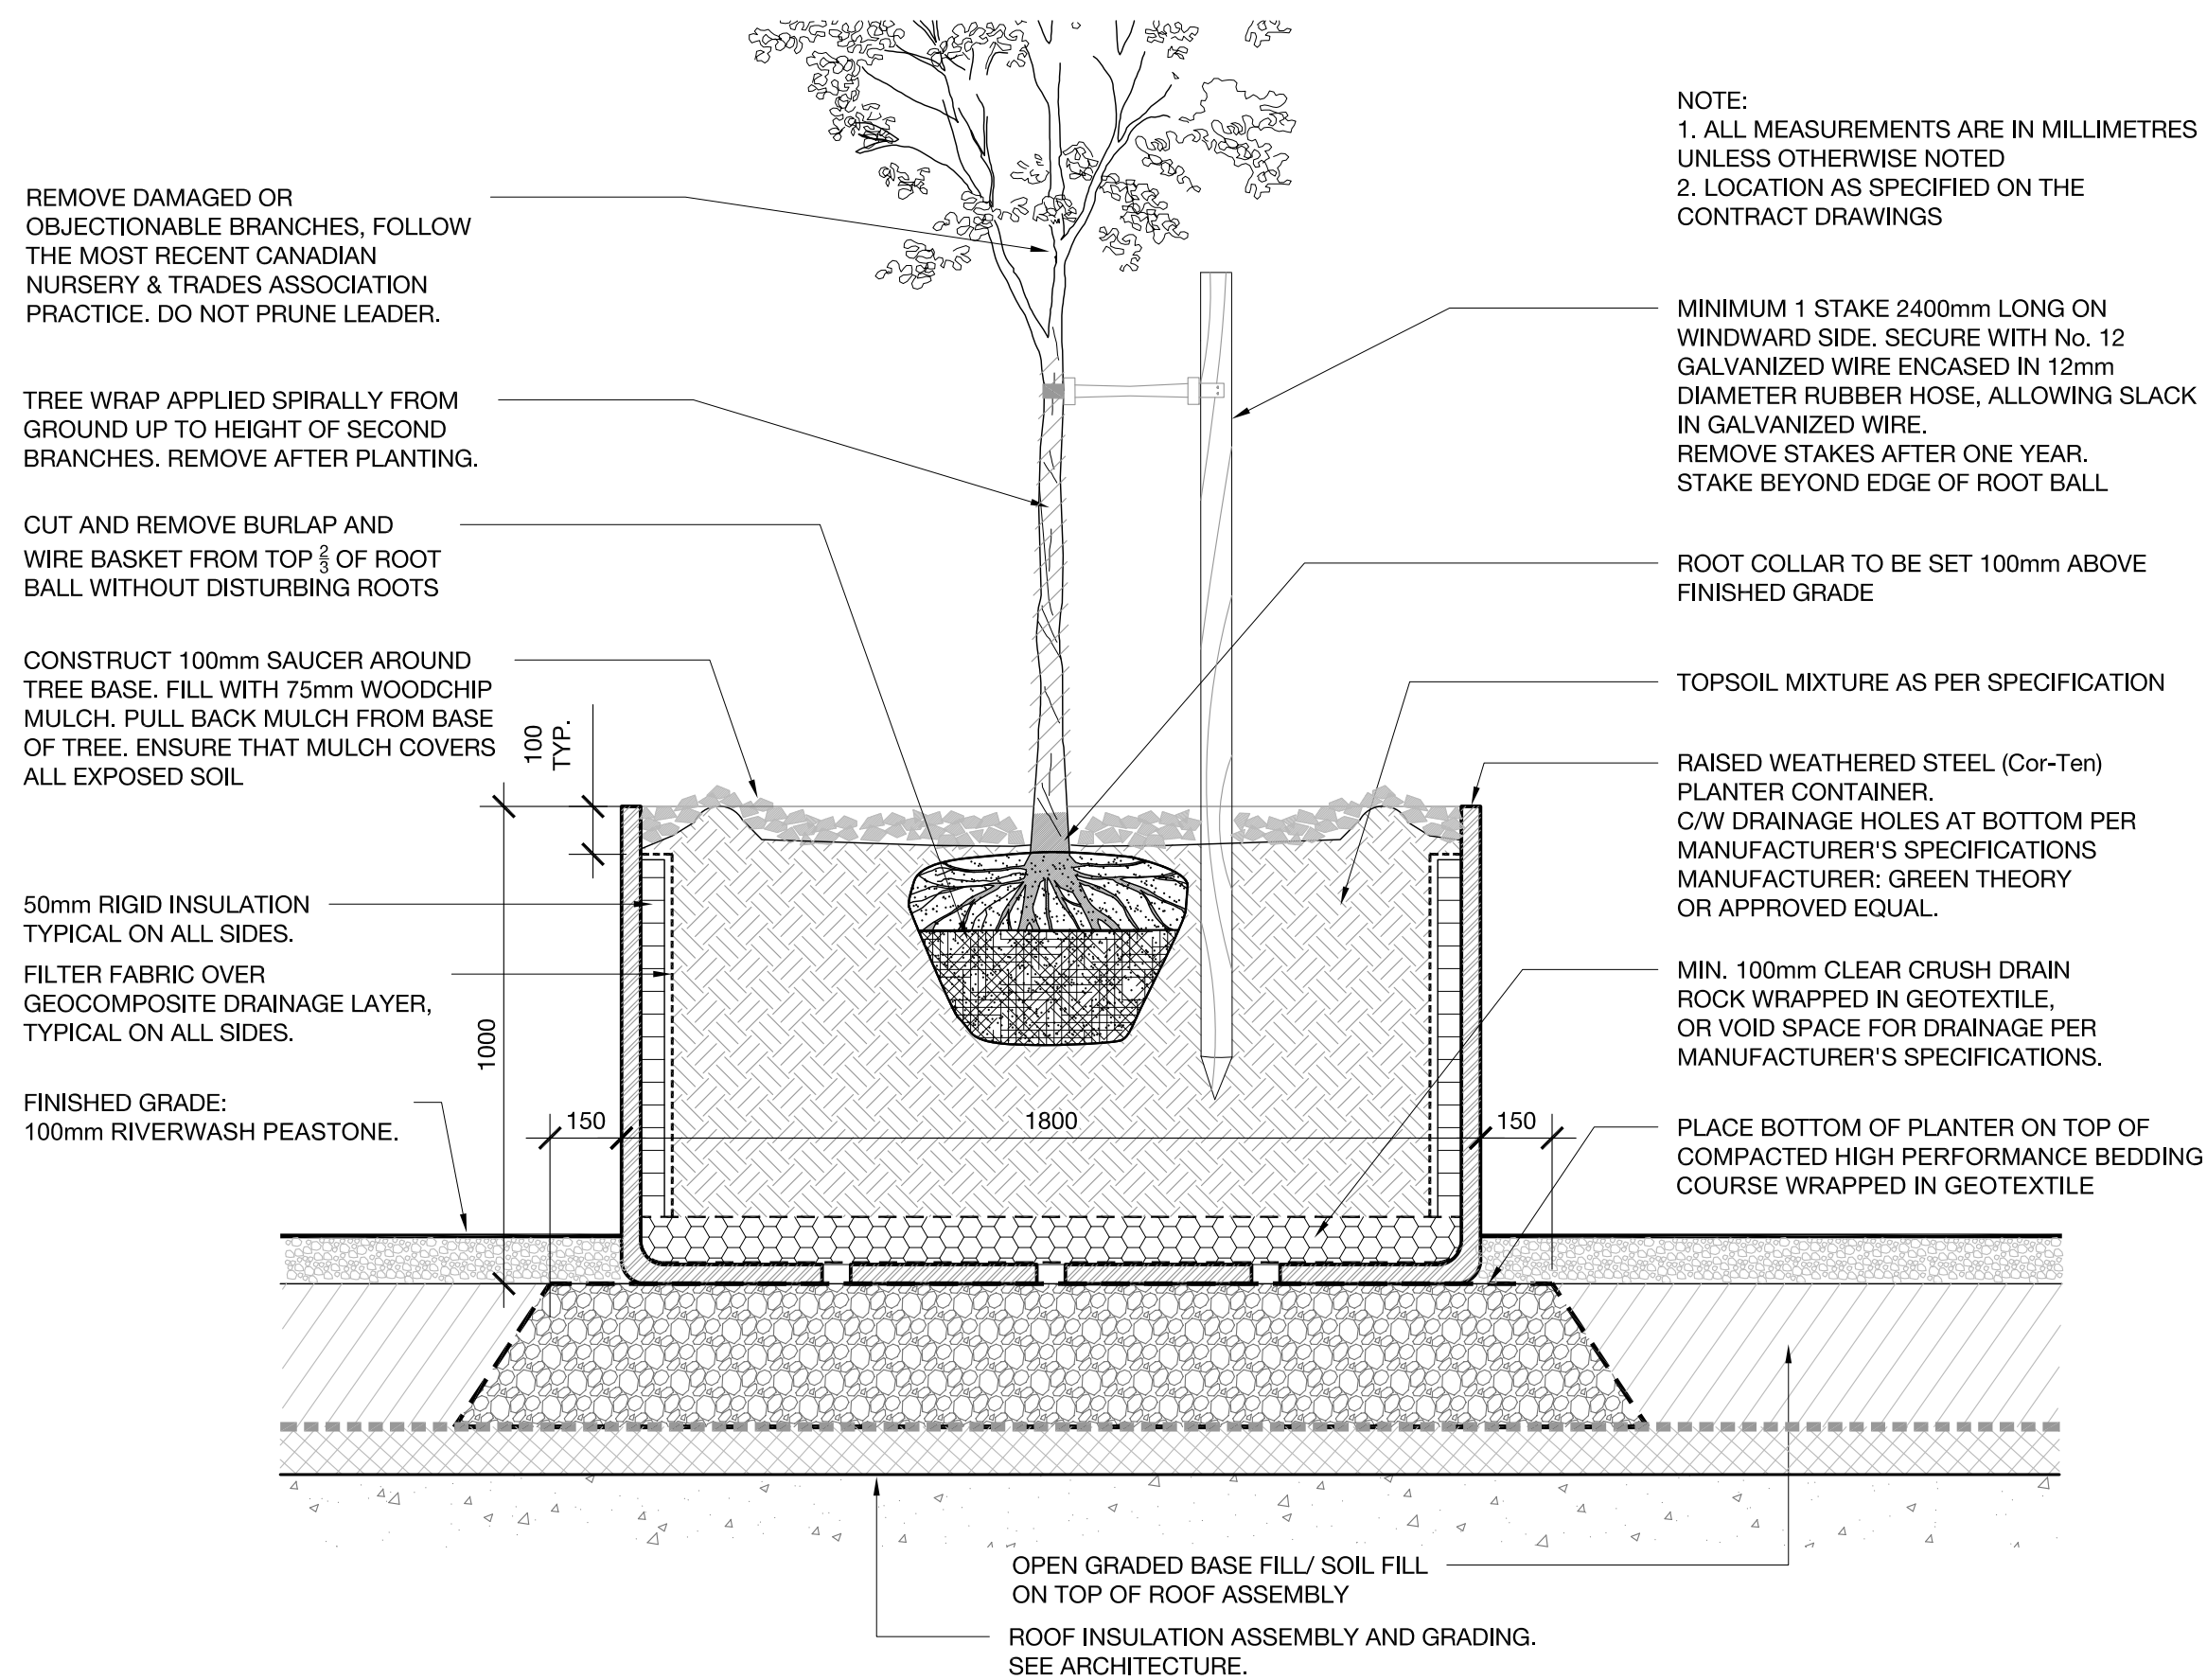 REMOVE DAMAGED OR
OBJECTIONABLE BRANCHES, FOLLOW
THE MOST RECENT CANADIAN
NURSERY & TRADES ASSOCIATION
PRACTICE. DO NOT PRUNE LEADER.
TREE WRAP APPLIED SPIRALLY FROM
GROUND UP TO HEIGHT OF SECOND
BRANCHES. REMOVE AFTER PLANTING.
CUT AND REMOVE BURLAP AND
WIRE BASKET FROM TOP 2/3 OF ROOT
BALL WITHOUT DISTURBING ROOTS
CONSTRUCT 100mm SAUCER AROUND
TREE BASE. FILL WITH 75mm WOODCHIP
MULCH. PULL BACK MULCH FROM BASE
OF TREE. ENSURE THAT MULCH COVERS
ALL EXPOSED SOIL
50mm RIGID INSULATION
TYPICAL ON ALL SIDES.
FILTER FABRIC OVER
GEOCOMPOSITE DRAINAGE LAYER,
TYPICAL ON ALL SIDES.
FINISHED GRADE:
100mm RIVERWASH PEASTONE.
100
TYP.
1000
150
1800
150
NOTE:
1. ALL MEASUREMENTS ARE IN MILLIMETRES
UNLESS OTHERWISE NOTED
2. LOCATION AS SPECIFIED ON THE
CONTRACT DRAWINGS
MINIMUM 1 STAKE 2400mm LONG ON
WINDWARD SIDE. SECURE WITH No. 12
GALVANIZED WIRE ENCASED IN 12mm
DIAMETER RUBBER HOSE, ALLOWING SLACK
IN GALVANIZED WIRE.
REMOVE STAKES AFTER ONE YEAR.
STAKE BEYOND EDGE OF ROOT BALL
ROOT COLLAR TO BE SET 100mm ABOVE
FINISHED GRADE
TOPSOIL MIXTURE AS PER SPECIFICATION
RAISED WEATHERED STEEL (Cor-Ten)
PLANTER CONTAINER.
C/W DRAINAGE HOLES AT BOTTOM PER
MANUFACTURER'S SPECIFICATIONS
MANUFACTURER: GREEN THEORY
OR APPROVED EQUAL.
MIN. 100mm CLEAR CRUSH DRAIN
ROCK WRAPPED IN GEOTEXTILE,
OR VOID SPACE FOR DRAINAGE PER
MANUFACTURER'S SPECIFICATIONS.
PLACE BOTTOM OF PLANTER ON TOP OF
COMPACTED HIGH PERFORMANCE BEDDING
COURSE WRAPPED IN GEOTEXTILE
OPEN GRADED BASE FILL/ SOIL FILL
ON TOP OF ROOF ASSEMBLY
ROOF INSULATION ASSEMBLY AND GRADING.
SEE ARCHITECTURE.